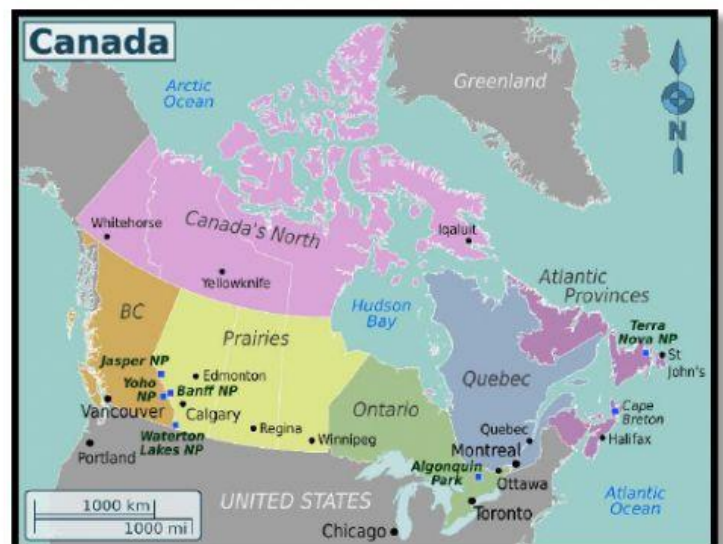 Canada
Arctic
Ocean
Greenland
N
Whitehorse
Canada's North
Iqaluit
Yellowknife
Atlantic
Provinces
BC
Hudson
Bay
Prairies
Terra
Nova NP
St
John's
Jasper NP
Edmonton
Yoho
NP
Banff NP
Quebec
Vancouver
Calgary
Ontario
Cape
Breton
Regina
Winnipeg
Quebec
Halifax
Waterton
Lakes NP
Montreal
Portland
Algonquin
Park
Ottawa
Atlantic
Ocean
1000 km
1000 mi
UNITED STATES
Toronto
Chicago